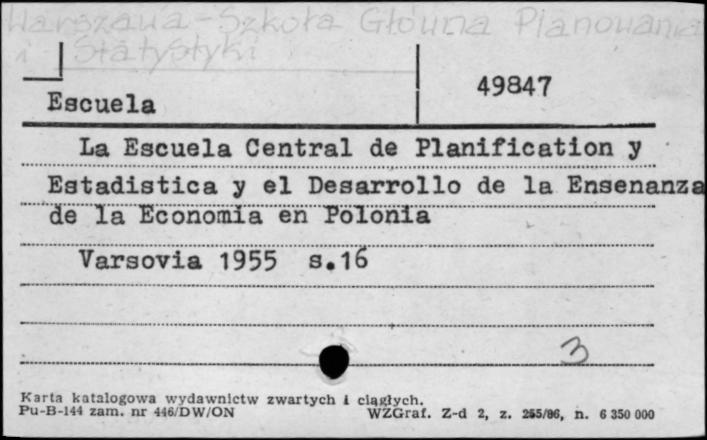 Warszawa - Szkoła Główna Planowania
i Statystyki
49847
Escuela
La Escuela Central de Planification y
Estadistica y el Desarrollo de la Ensenanza
de la Economia en Polonia
Varsovia 1955 s.16
3
Karta katalogowa wydawnictw zwartych i ciągłych.
Pu-B-144 zam. nr 446/DW/ON WZGraf. Z-d 2, z. 255/86, n. 6 350 000